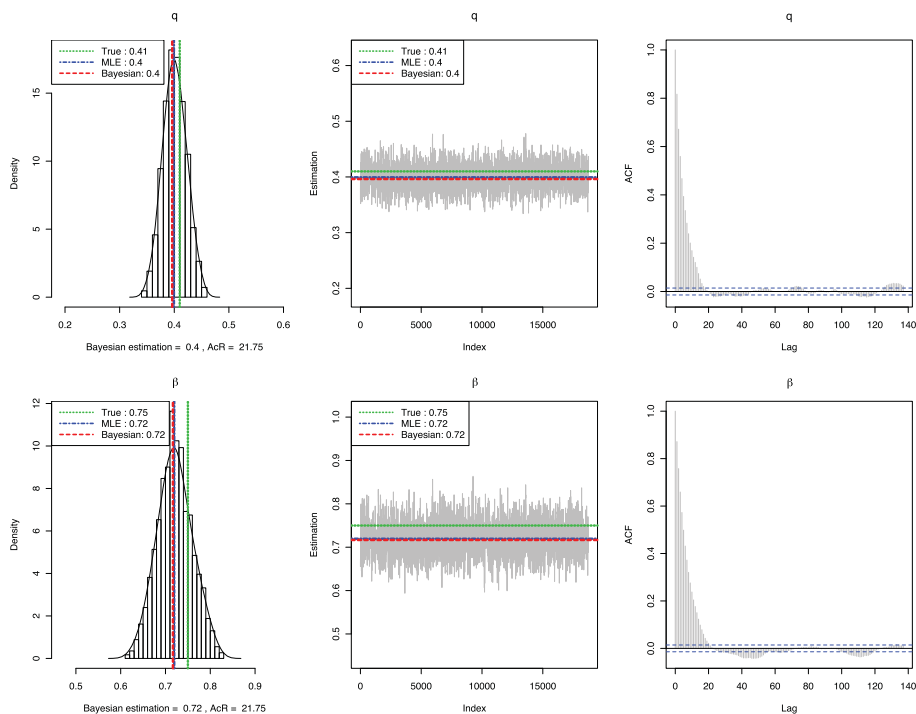 q
True : 0.41
MLE : 0.4
Bayesian: 0.4
Density
0 5 10 15
0.2 0.3 0.4 0.5 0.6
Bayesian estimation = 0.4 , AcR = 21.75
q
True : 0.41
MLE : 0.4
Bayesian: 0.4
Estimation
0.2 0.3 0.4 0.5 0.6
0 5000 10000 15000
Index
q
ACF
0.0 0.2 0.4 0.6 0.8 1.0
0 20 40 60 80 100 120 140
Lag
β
True : 0.75
MLE : 0.72
Bayesian: 0.72
Density
0 2 4 6 8 10 12
0.5 0.6 0.7 0.8 0.9
Bayesian estimation = 0.72 , AcR = 21.75
β
True : 0.75
MLE : 0.72
Bayesian: 0.72
Estimation
0.5 0.6 0.7 0.8 0.9 1.0
0 5000 10000 15000
Index
β
ACF
0.0 0.2 0.4 0.6 0.8 1.0
0 20 40 60 80 100 120 140
Lag